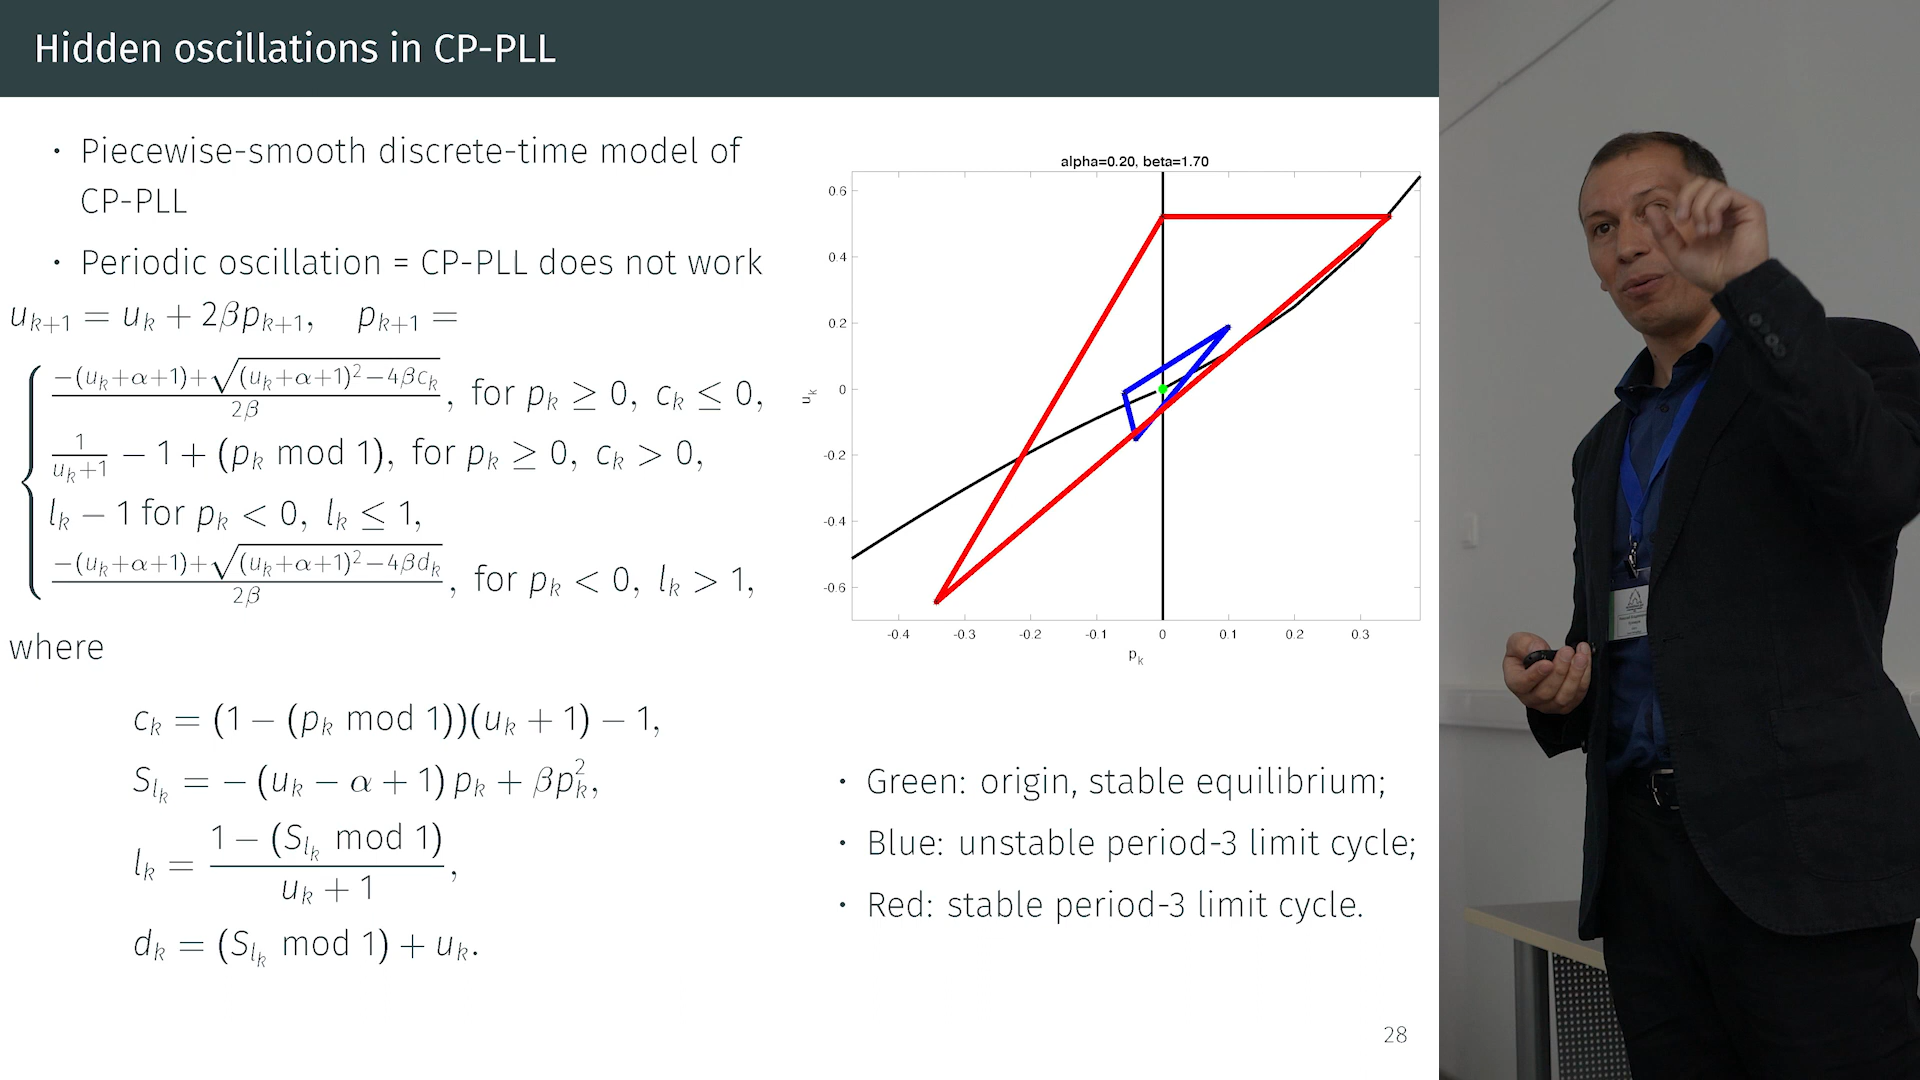 Hidden oscillations in CP-PLL
· Piecewise-smooth discrete-time model of
CP-PLL
· Periodic oscillation = CP-PLL does not work
u_{k+1} = u_k + 2βp_{k+1},    p_{k+1} =
{ (−(u_k+α+1)+√((u_k+α+1)²−4βc_k))/(2β), for p_k ≥ 0, c_k ≤ 0,
1/(u_k+1) − 1 + (p_k mod 1), for p_k ≥ 0, c_k > 0,
l_k − 1 for p_k < 0, l_k ≤ 1,
(−(u_k+α+1)+√((u_k+α+1)²−4βd_k))/(2β), for p_k < 0, l_k > 1,
where
c_k = (1 − (p_k mod 1))(u_k + 1) − 1,
S_{l_k} = − (u_k − α + 1) p_k + βp_k²,
l_k = (1 − (S_{l_k} mod 1))/(u_k + 1),
d_k = (S_{l_k} mod 1) + u_k.
alpha=0.20, beta=1.70
0.6
0.4
0.2
0
-0.2
-0.4
-0.6
u_k
-0.4 -0.3 -0.2 -0.1 0 0.1 0.2 0.3
p_k
· Green: origin, stable equilibrium;
· Blue: unstable period-3 limit cycle;
· Red: stable period-3 limit cycle.
28